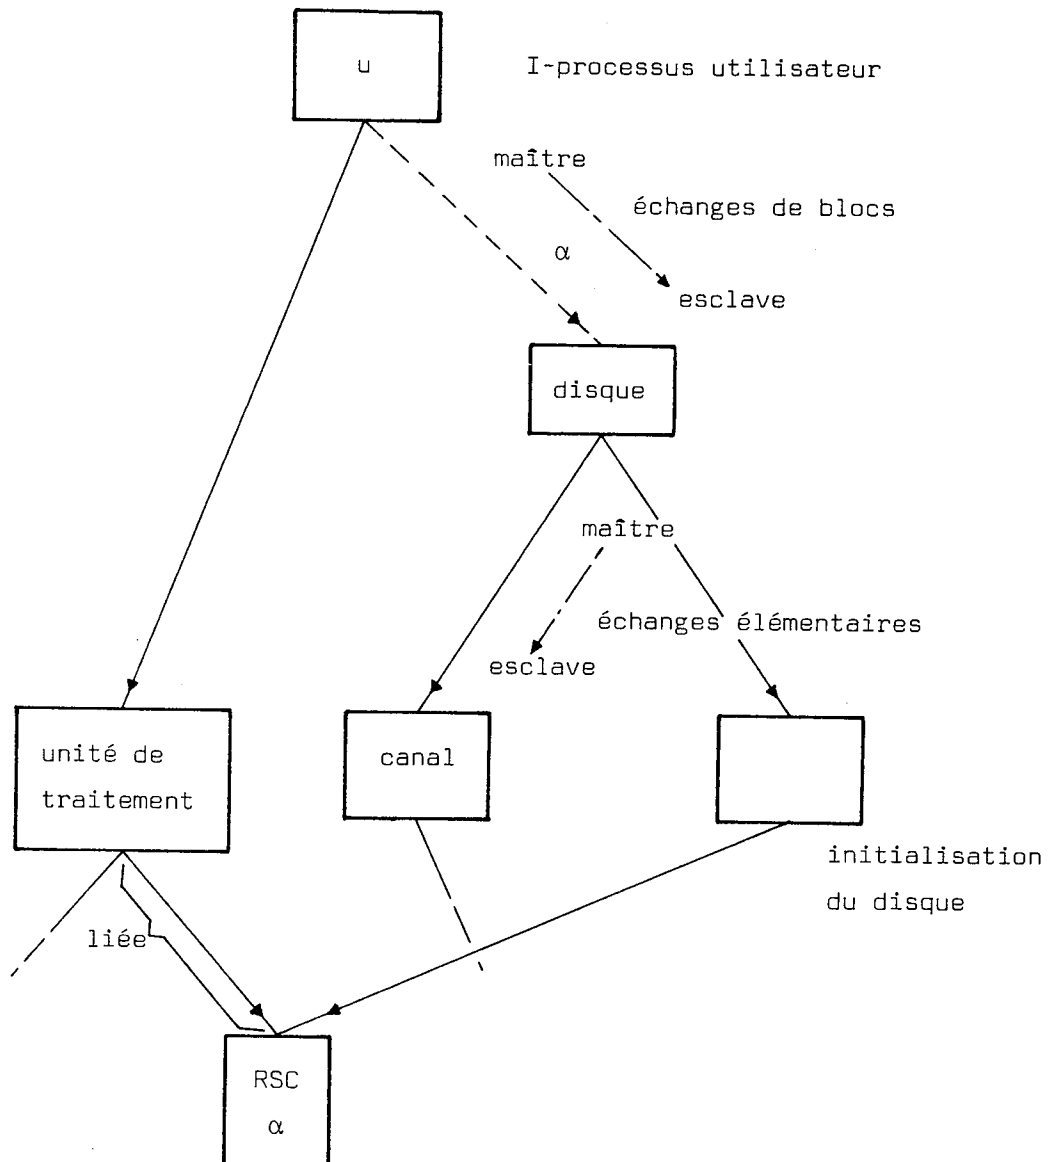 u
I-processus utilisateur
maître
échanges de blocs
α
esclave
disque
maître
échanges élémentaires
esclave
unité de
traitement
canal
initialisation
du disque
liée
RSC
α